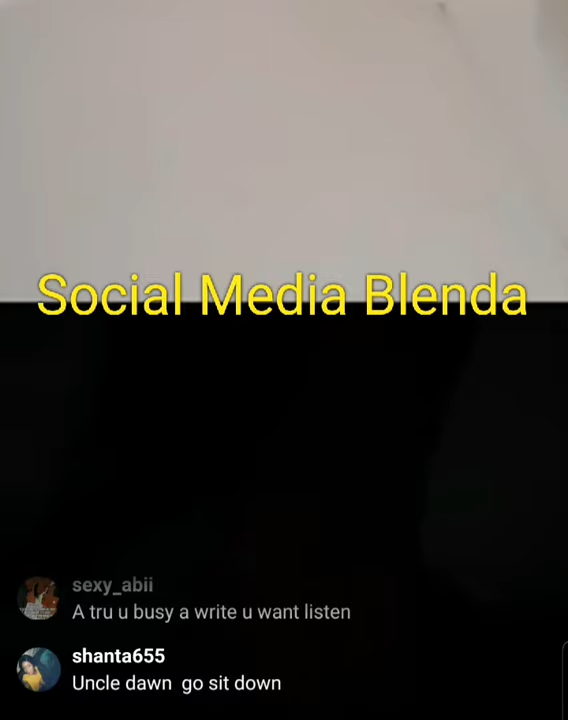 Social Media Blenda
sexy_abii
A tru u busy a write u want listen
shanta655
Uncle dawn go sit down